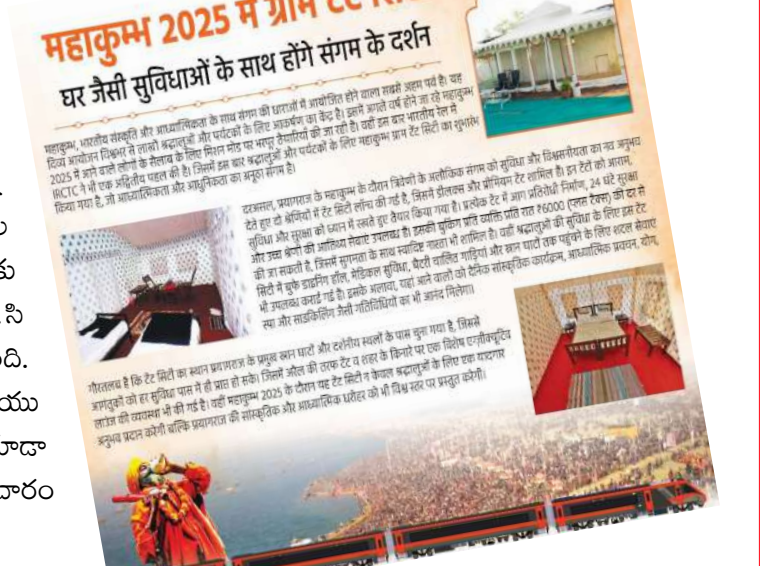 महाकुम्भ 2025 में ग्राम टेंट
घर जैसी सुविधाओं के साथ होंगे संगम के दर्शन
महाकुम्भ, भारतीय संस्कृति और आध्यात्मिकता के साथ संगम की धाराओं में आयोजित होने वाला सबसे अहम पर्व है। यह
दिव्य आयोजन विश्वभर से लाखों श्रद्धालुओं और पर्यटकों के लिए आकर्षण का केंद्र है। इसमें अगले वर्ष होने जा रहे महाकुम्भ
2025 में आने वाले लोगों के सैलाब के लिए मिशन मोड पर भरपूर तैयारियाँ की जा रही है। वहीं इस बार भारतीय रेल में
IRCTC ने भी एक अद्वितीय पहल की है। जिसमें इस बार श्रद्धालुओं और पर्यटकों के लिए महाकुम्भ ग्राम टेंट सिटी का शुभारंभ
किया गया है, जो आध्यात्मिकता और आधुनिकता का अनूठा संगम है।
दरअसल, प्रयागराज के महाकुम्भ के दौरान त्रिवेणी के अलौकिक संगम को सुविधा और विश्वसनीयता का नव अनुभव
देते हुए दो श्रेणियों में टेंट सिटी लॉन्च की गई है, जिसमें डीलक्स और प्रीमियम टेंट शामिल है। इन टेंटों को आराम,
सुविधा और सुरक्षा को ध्यान में रखते हुए तैयार किया गया है। प्रत्येक टेंट में आग प्रतिरोधी निर्माण, 24 घंटे सुरक्षा
और उच्च श्रेणी की आतिथ्य सेवाएं उपलब्ध है। इसकी बुकिंग प्रति व्यक्ति प्रति रात ₹6000 (प्लस टैक्स) की दर से
की जा सकती है, जिसमें सुगमता के साथ स्वादिष्ट नाश्ता भी शामिल है। वहीं श्रद्धालुओं की सुविधा के लिए इस टेंट
सिटी में बुफे डाइनिंग हॉल, मेडिकल सुविधा, बैटरी चालित गाड़ियां और स्नान घाटों तक पहुंचने के लिए शटल सेवाएं
भी उपलब्ध कराई गई है। इसके अलावा, यहां आने वालों को दैनिक सांस्कृतिक कार्यक्रम, आध्यात्मिक प्रवचन, योग,
स्पा और साइकिलिंग जैसी गतिविधियों का भी आनंद मिलेगा।
गौरतलब है कि टेंट सिटी का स्थान प्रयागराज के प्रमुख स्नान घाटों और दर्शनीय स्थलों के पास चुना गया है, जिससे
आगंतुकों को हर सुविधा पास में ही प्राप्त हो सके। जिसमें अरैल की तरफ टेंट व शहर के किनारे पर एक विशेष एग्जीक्यूटिव
लाउंज की व्यवस्था भी की गई है। वहीं महाकुम्भ 2025 के दौरान यह टेंट सिटी न केवल श्रद्धालुओं के लिए एक यादगार
अनुभव प्रदान करेगी बल्कि प्रयागराज की सांस्कृतिक और आध्यात्मिक धरोहर को भी विश्व स्तर पर प्रस्तुत करेगी।